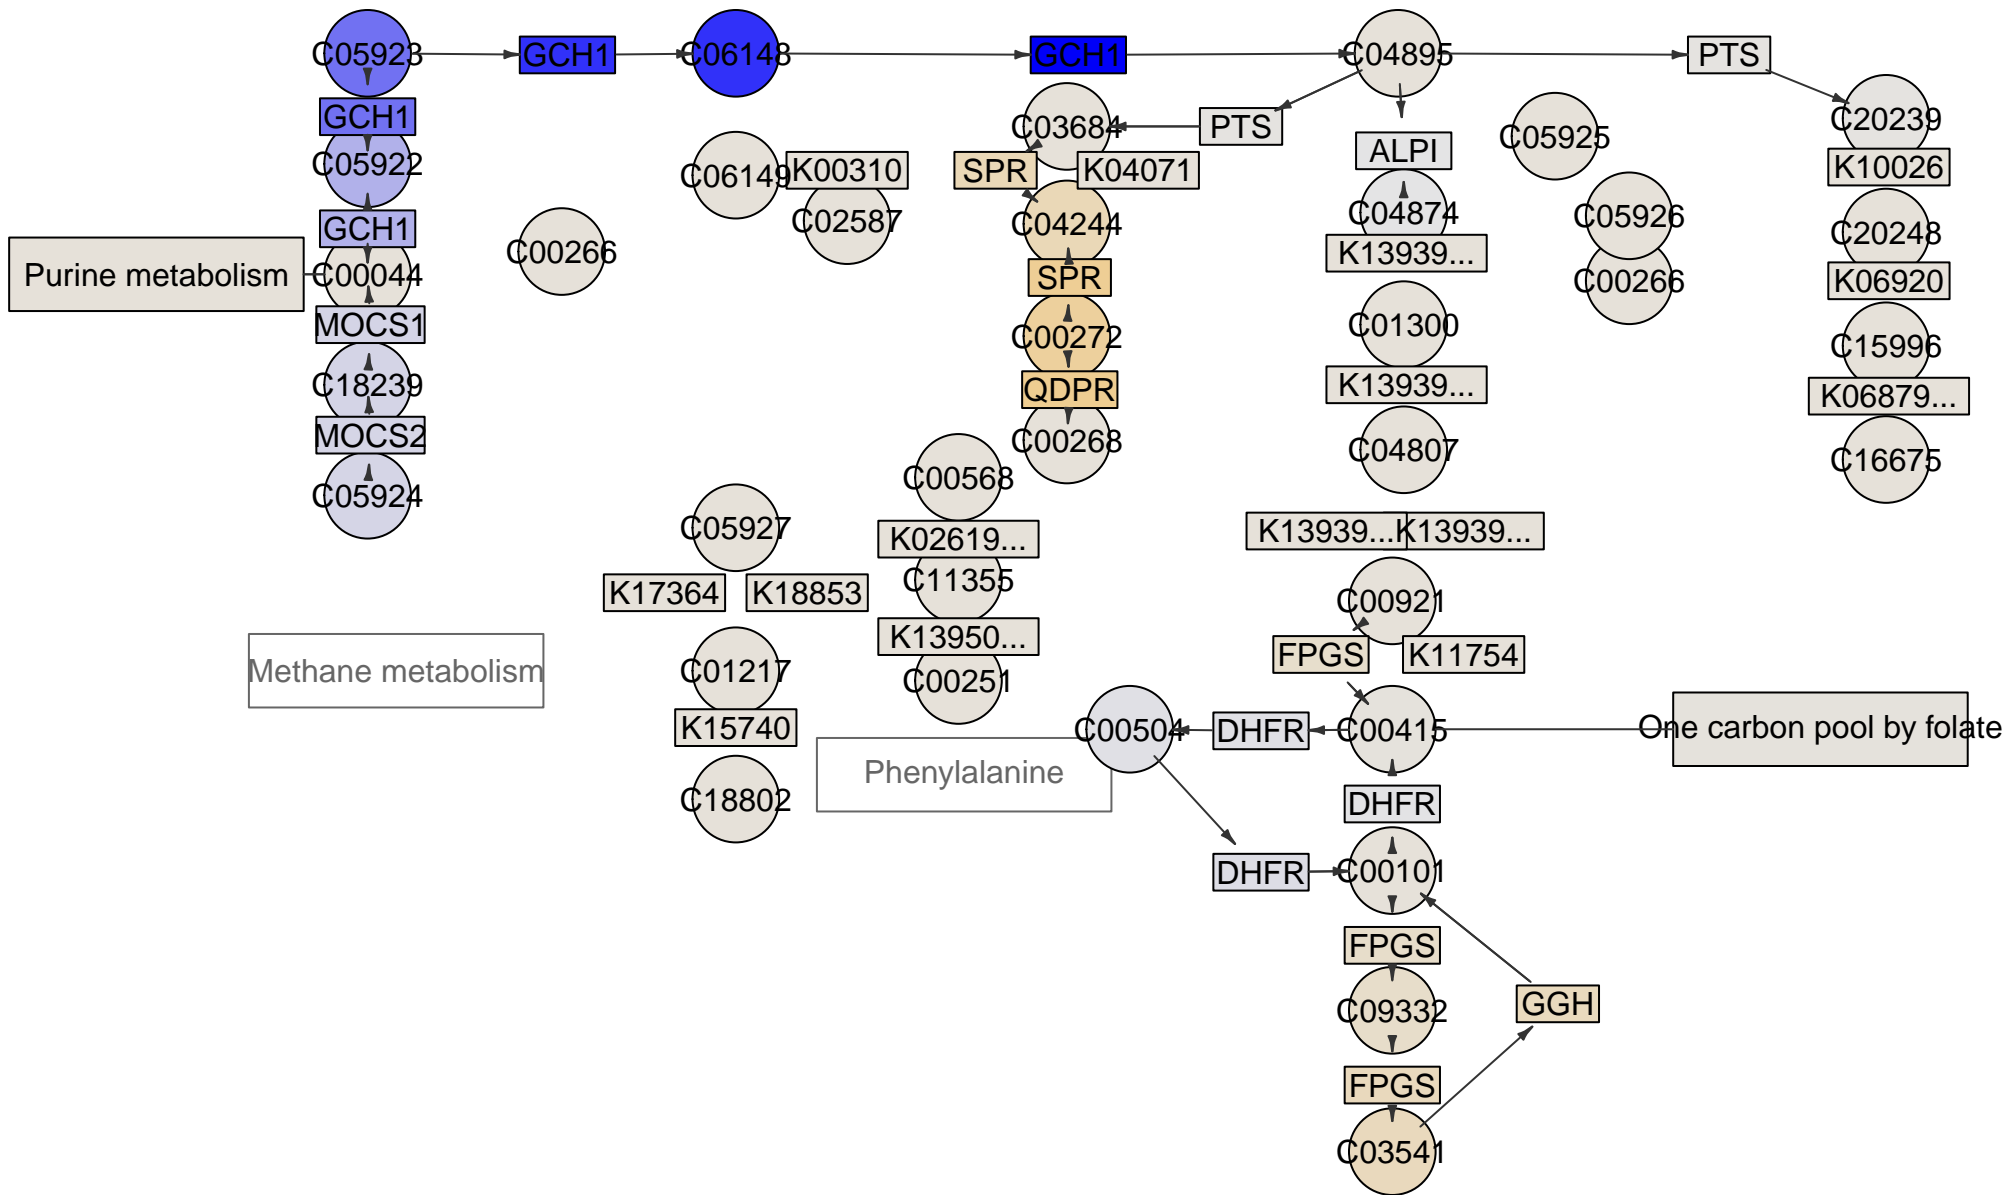 C05923
GCH1
C06148
GCH1
C04895
PTS
GCH1
C03684
PTS
C20239
C05925
ALPI
C05922
C06149
K00310
SPR
K04071
K10026
GCH1
C00266
C02587
C04244
C04874
C05926
C20248
K13939...
Purine metabolism
C00044
SPR
C00266
K06920
MOCS1
C00272
C01300
C15996
C18239
QDPR
K13939...
K06879...
MOCS2
C00268
C04807
C16675
C05924
C00568
C05927
K02619...
K13939...
K13939...
K17364
K18853
C11355
C00921
K13950...
FPGS
K11754
Methane metabolism
C01217
C00251
K15740
C00504
DHFR
C00415
One carbon pool by folate
Phenylalanine
C18802
DHFR
DHFR
C00101
FPGS
C09332
GGH
FPGS
C03541